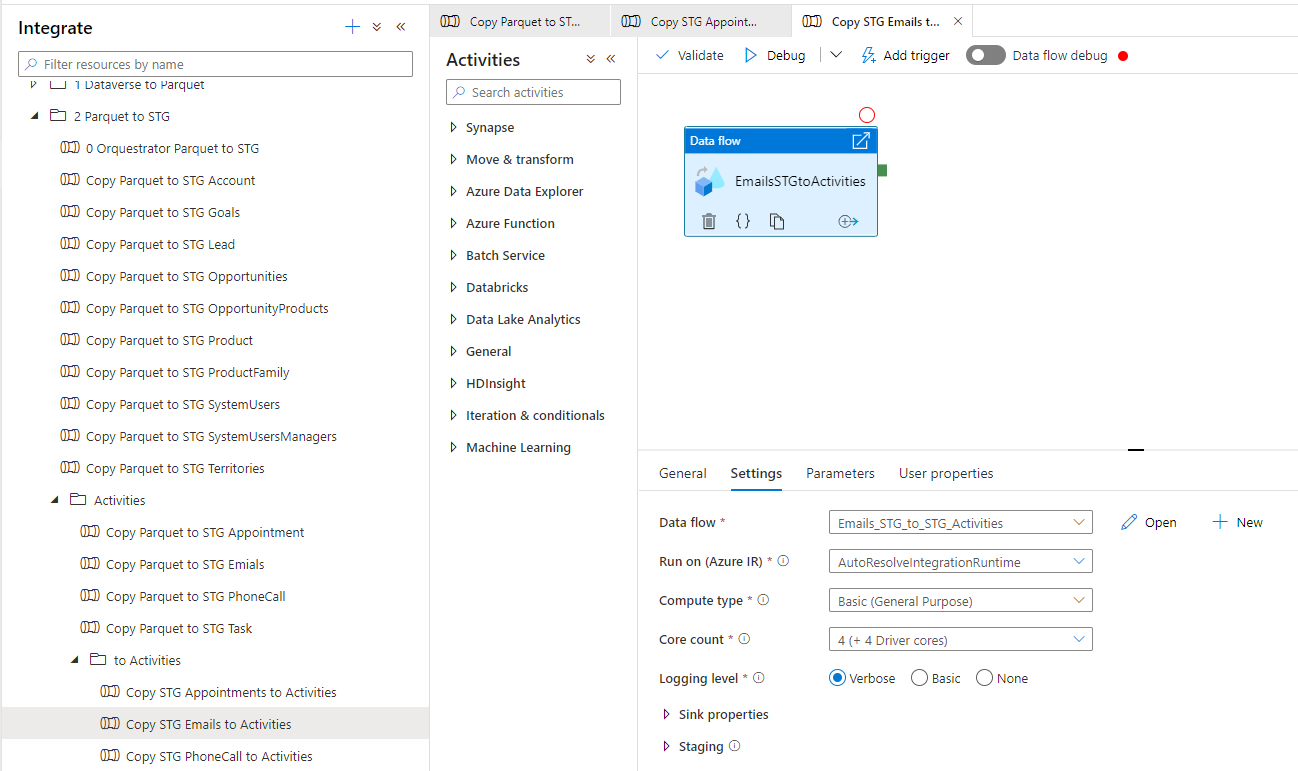 Integrate
Filter resources by name
1 Dataverse to Parquet
2 Parquet to STG
0 Orquestrator Parquet to STG
Copy Parquet to STG Account
Copy Parquet to STG Goals
Copy Parquet to STG Lead
Copy Parquet to STG Opportunities
Copy Parquet to STG OpportunityProducts
Copy Parquet to STG Product
Copy Parquet to STG ProductFamily
Copy Parquet to STG SystemUsers
Copy Parquet to STG SystemUsersManagers
Copy Parquet to STG Territories
Activities
Copy Parquet to STG Appointment
Copy Parquet to STG Emials
Copy Parquet to STG PhoneCall
Copy Parquet to STG Task
to Activities
Copy STG Appointments to Activities
Copy STG Emails to Activities
Copy STG PhoneCall to Activities
Copy Parquet to ST...
Copy STG Appoint...
Copy STG Emails t...
Activities
Search activities
Synapse
Move & transform
Azure Data Explorer
Azure Function
Batch Service
Databricks
Data Lake Analytics
General
HDInsight
Iteration & conditionals
Machine Learning
Validate
Debug
Add trigger
Data flow debug
Data flow
EmailsSTGtoActivities
General
Settings
Parameters
User properties
Data flow *
Emails_STG_to_STG_Activities
Open
New
Run on (Azure IR) *
AutoResolveIntegrationRuntime
Compute type *
Basic (General Purpose)
Core count *
4 (+ 4 Driver cores)
Logging level *
Verbose
Basic
None
Sink properties
Staging